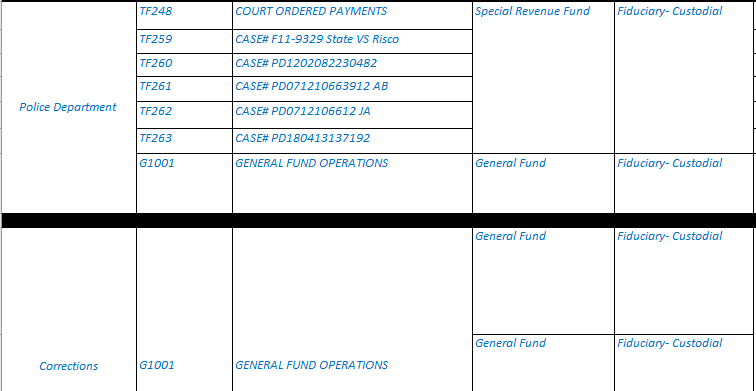 TF248 COURT ORDERED PAYMENTS Special Revenue Fund Fiduciary- Custodial
TF259 CASE# F11-9329 State VS Risco
TF260 CASE# PD1202082230482
TF261 CASE# PD071210663912 AB
Police Department
TF262 CASE# PD0712106612 JA
TF263 CASE# PD180413137192
G1001 GENERAL FUND OPERATIONS General Fund Fiduciary- Custodial
General Fund Fiduciary- Custodial
General Fund Fiduciary- Custodial
Corrections G1001 GENERAL FUND OPERATIONS